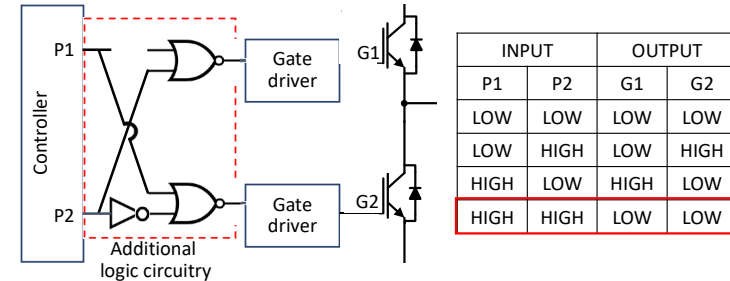 P1
Controller
P2
Gate
driver
G1
Gate
driver
G2
Additional
logic circuitry
INPUT OUTPUT
P1 P2 G1 G2
LOW LOW LOW LOW
LOW HIGH LOW HIGH
HIGH LOW HIGH LOW
HIGH HIGH LOW LOW